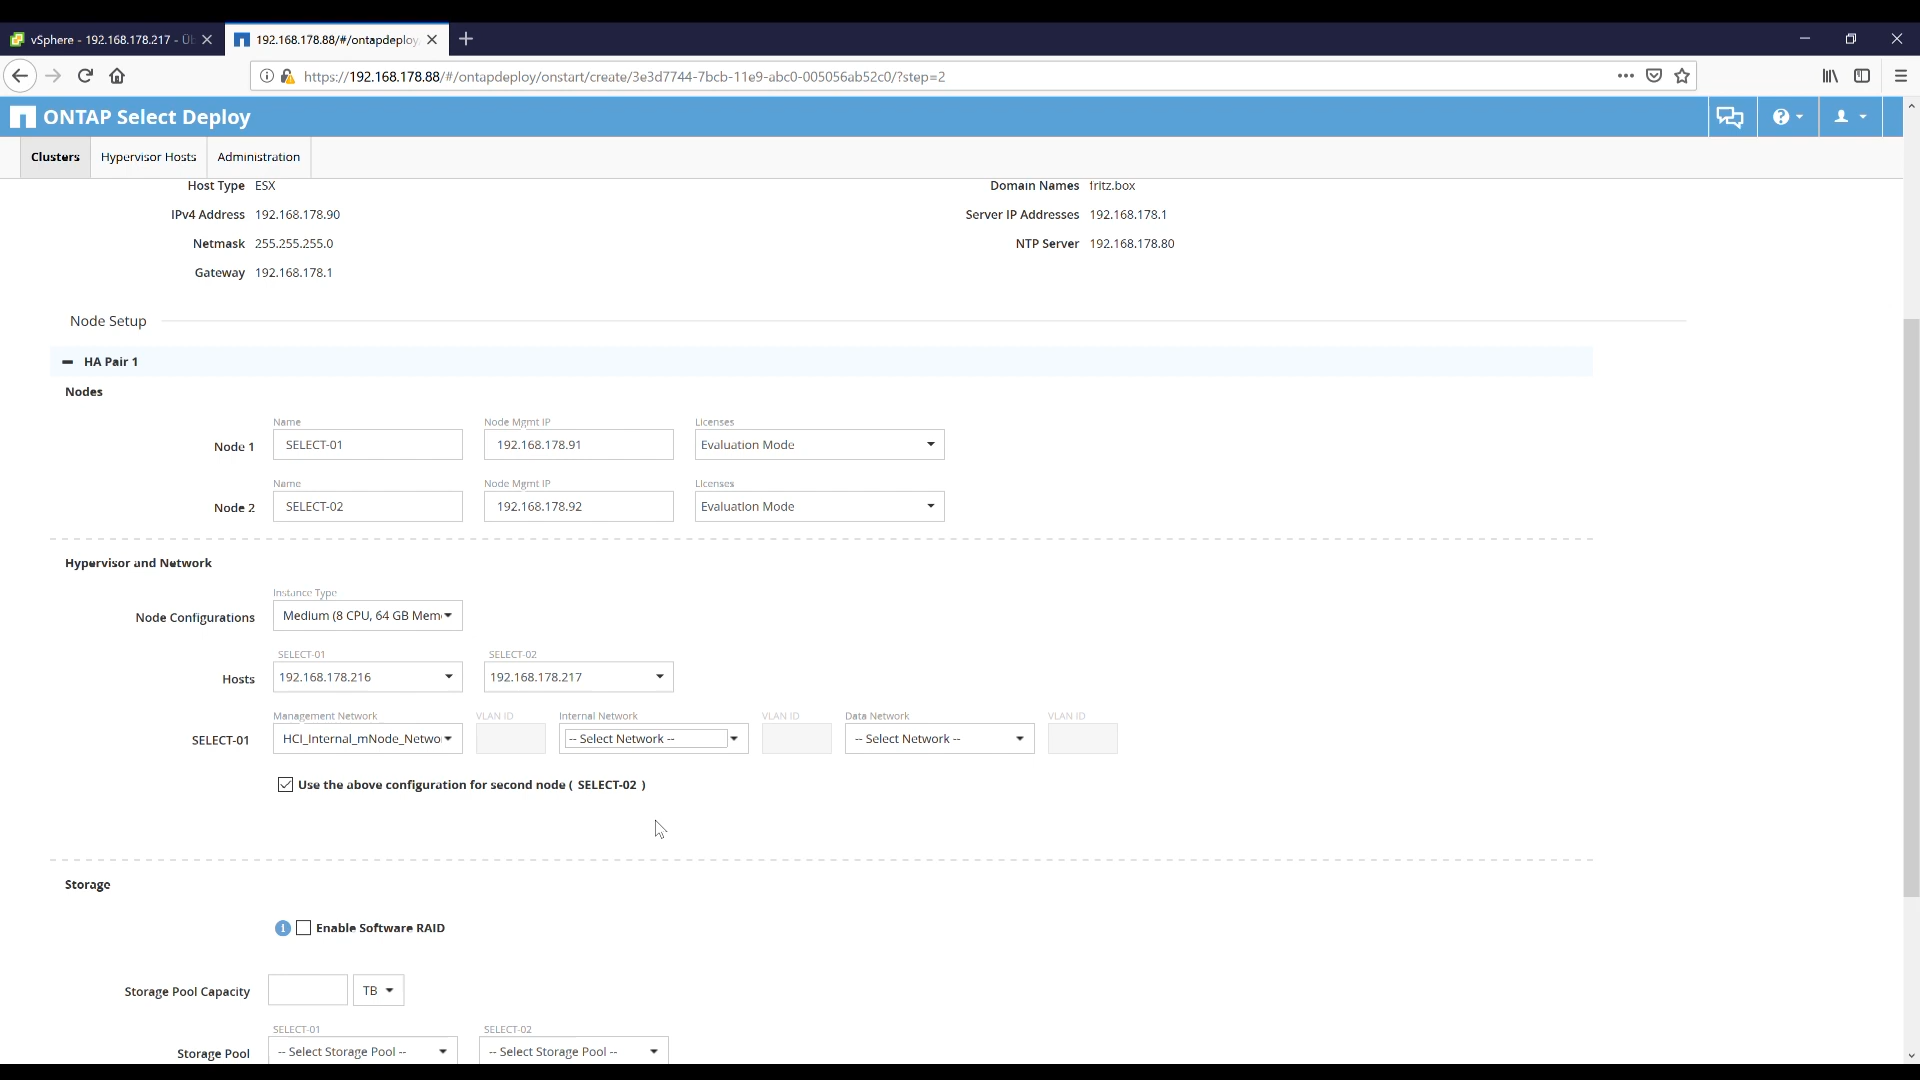 vSphere - 192.168.178.217 - Üb
192.168.178.88/#/ontapdeploy
https://192.168.178.88/#/ontapdeploy/onstart/create/3e3d7744-7bcb-11e9-abc0-005056ab52c0/?step=2
ONTAP Select Deploy
Clusters Hypervisor Hosts Administration
Host Type ESX Domain Names fritz.box
IPv4 Address 192.168.178.90 Server IP Addresses 192.168.178.1
Netmask 255.255.255.0 NTP Server 192.168.178.80
Gateway 192.168.178.1
Node Setup
HA Pair 1
Nodes
Name Node Mgmt IP Licenses
Node 1 SELECT-01 192.168.178.91 Evaluation Mode
Name Node Mgmt IP Licenses
Node 2 SELECT-02 192.168.178.92 Evaluation Mode
Hypervisor and Network
Instance Type
Node Configurations Medium (8 CPU, 64 GB Mem
SELECT-01 SELECT-02
Hosts 192.168.178.216 192.168.178.217
Management Network VLAN ID Internal Network VLAN ID Data Network VLAN ID
SELECT-01 HCI_Internal_mNode_Netwo -- Select Network -- -- Select Network --
Use the above configuration for second node ( SELECT-02 )
Storage
i Enable Software RAID
Storage Pool Capacity TB
SELECT-01 SELECT-02
Storage Pool -- Select Storage Pool -- -- Select Storage Pool --